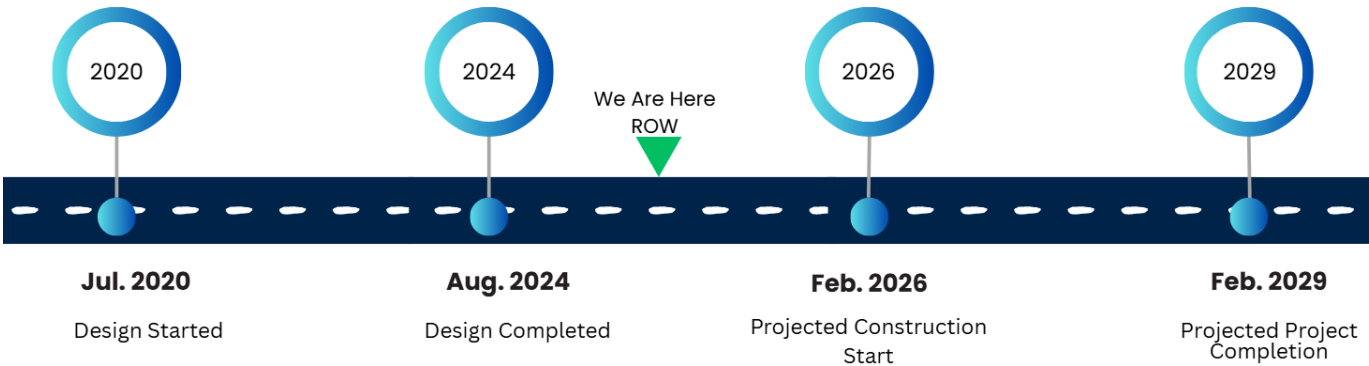 2020
2024
2026
2029
We Are Here
ROW
Jul. 2020
Aug. 2024
Feb. 2026
Feb. 2029
Design Started
Design Completed
Projected Construction
Start
Projected Project
Completion